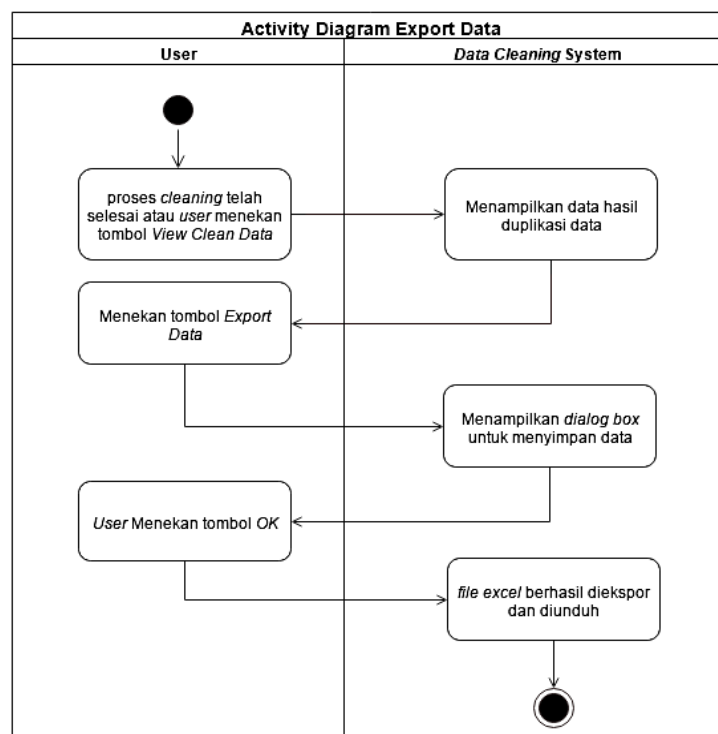 Activity Diagram Export Data
User
Data Cleaning System
proses cleaning telah
selesai atau user menekan
tombol View Clean Data
Menampilkan data hasil
duplikasi data
Menekan tombol Export
Data
Menampilkan dialog box
untuk menyimpan data
User Menekan tombol OK
file excel berhasil diekspor
dan diunduh